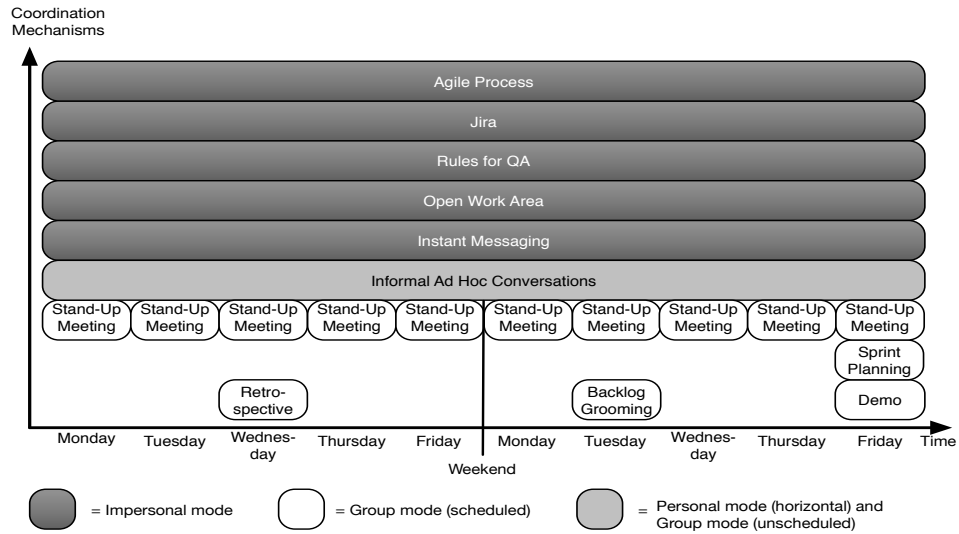 Coordination
Mechanisms
Agile Process
Jira
Rules for QA
Open Work Area
Instant Messaging
Informal Ad Hoc Conversations
Stand-Up
Meeting
Stand-Up
Meeting
Stand-Up
Meeting
Stand-Up
Meeting
Stand-Up
Meeting
Stand-Up
Meeting
Stand-Up
Meeting
Stand-Up
Meeting
Stand-Up
Meeting
Stand-Up
Meeting
Sprint
Planning
Retro-
spective
Backlog
Grooming
Demo
Monday
Tuesday
Wednes-
day
Thursday
Friday
Monday
Tuesday
Wednes-
day
Thursday
Friday
Time
Weekend
= Impersonal mode
= Group mode (scheduled)
= Personal mode (horizontal) and
Group mode (unscheduled)